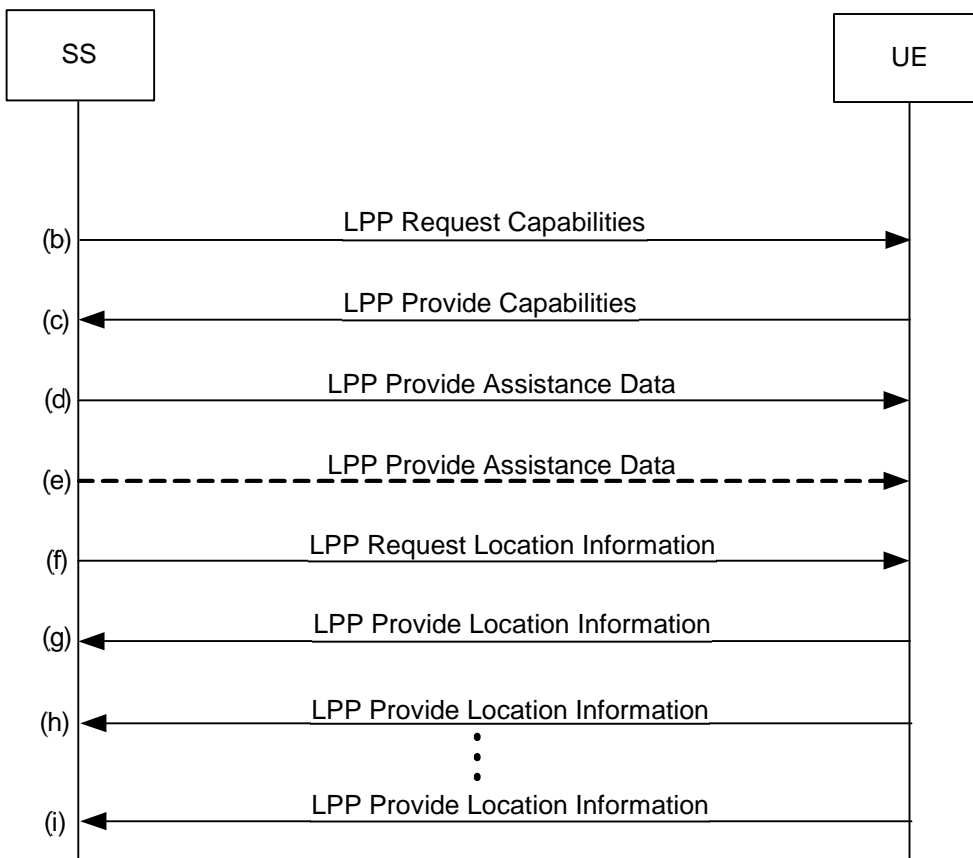 SS
UE
(b) LPP Request Capabilities
(c) LPP Provide Capabilities
(d) LPP Provide Assistance Data
(e) LPP Provide Assistance Data
(f) LPP Request Location Information
(g) LPP Provide Location Information
(h) LPP Provide Location Information
(i) LPP Provide Location Information